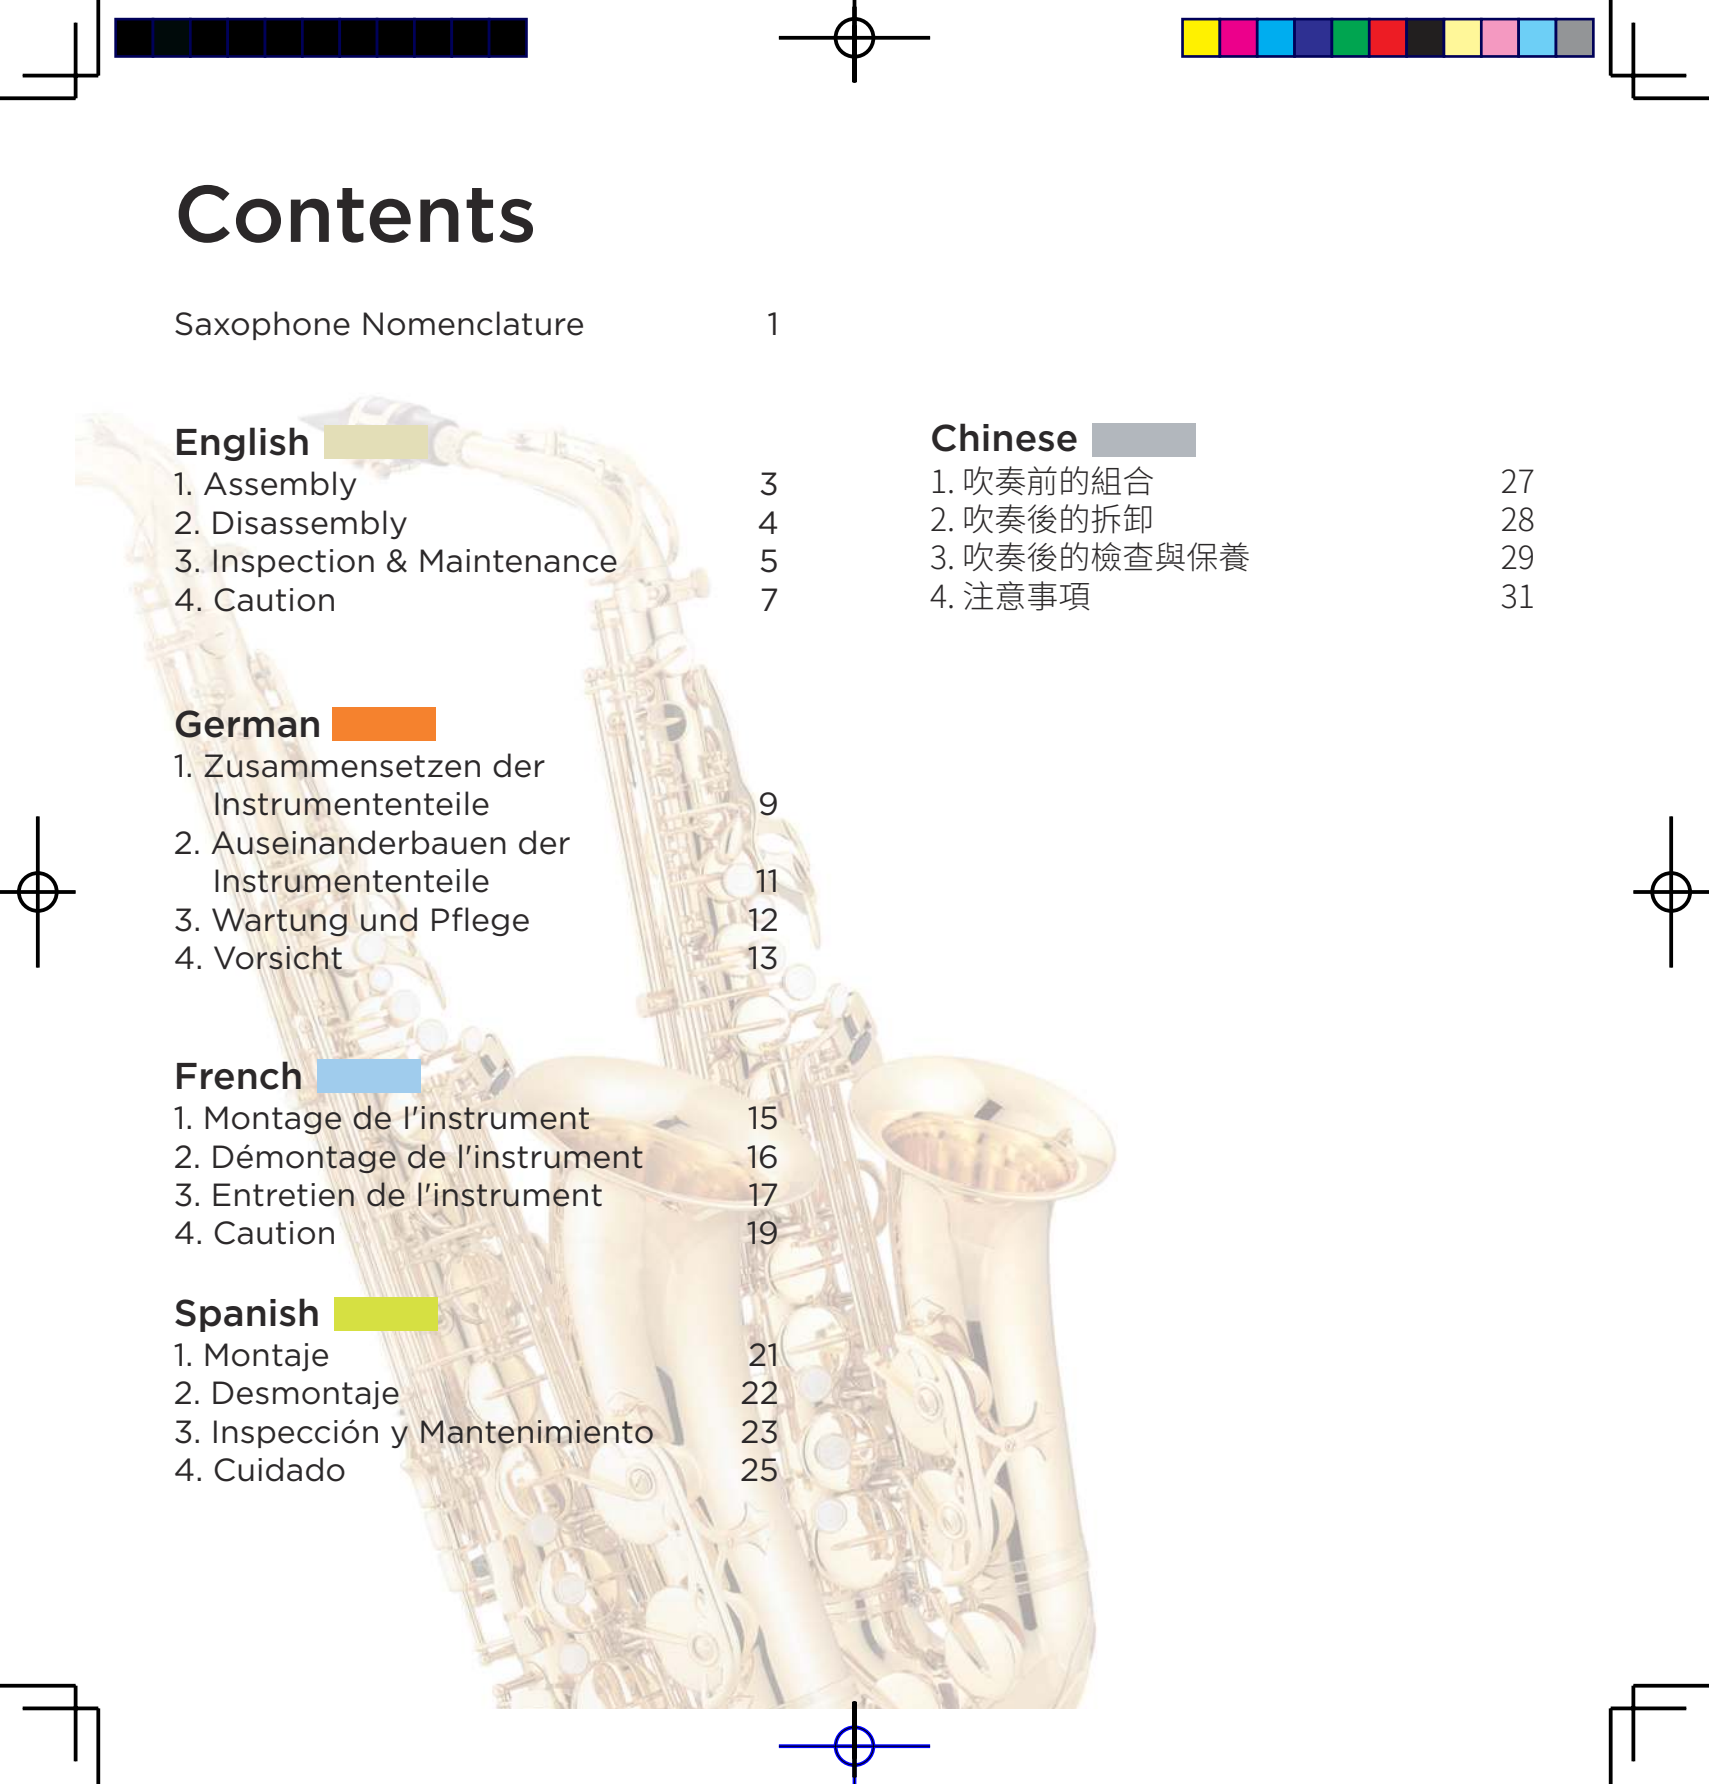 Contents
Saxophone Nomenclature 1
English
1. Assembly 3
2. Disassembly 4
3. Inspection & Maintenance 5
4. Caution 7
German
1. Zusammensetzen der
Instrumententeile 9
2. Auseinanderbauen der
Instrumententeile 11
3. Wartung und Pflege 12
4. Vorsicht 13
French
1. Montage de l'instrument 15
2. Démontage de l'instrument 16
3. Entretien de l'instrument 17
4. Caution 19
Spanish
1. Montaje 21
2. Desmontaje 22
3. Inspección y Mantenimiento 23
4. Cuidado 25
Chinese
1. 吹奏前的組合 27
2. 吹奏後的拆卸 28
3. 吹奏後的檢查與保養 29
4. 注意事項 31